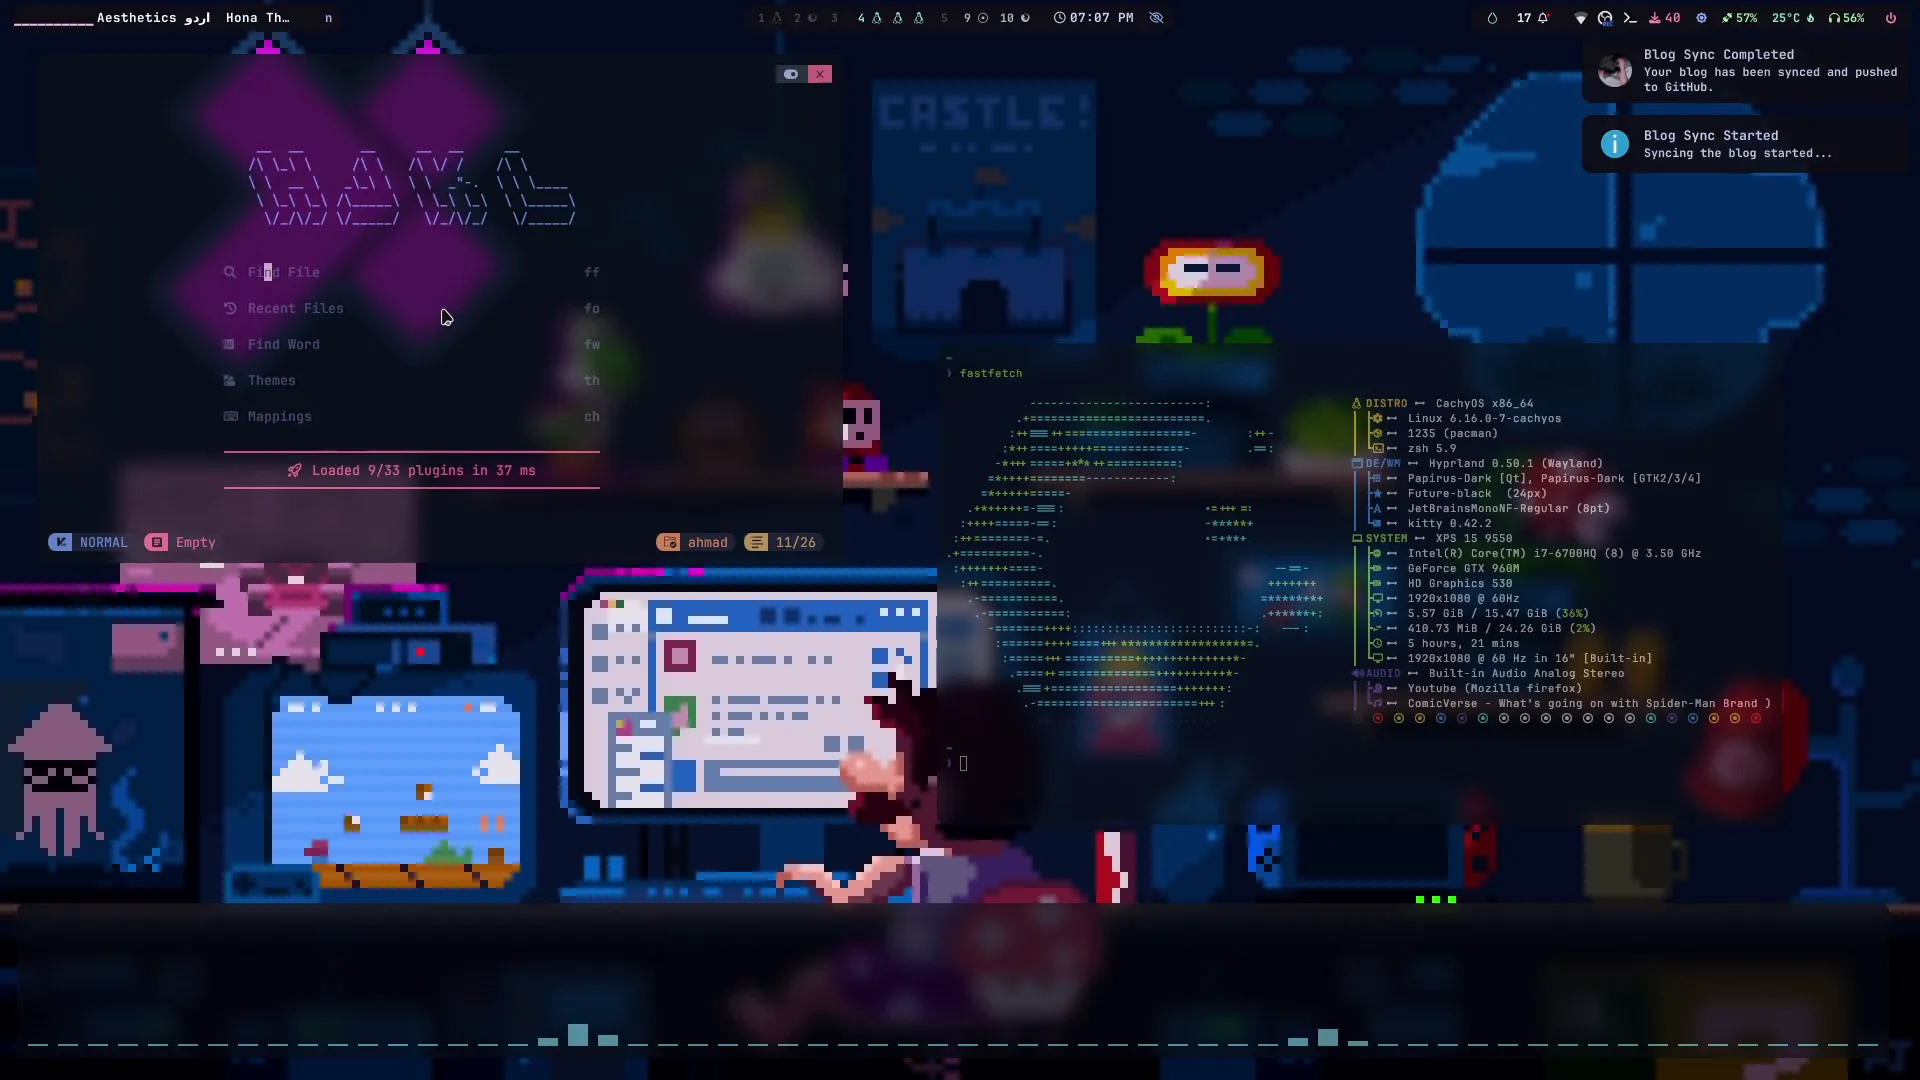 Aesthetics اردو Hona Th… n
1 2 3 4 5 9 10 07:07 PM
17 40 57% 25°C 56%
Blog Sync Completed
Your blog has been synced and pushed
to GitHub.
Blog Sync Started
Syncing the blog started...
CASTLE!
Find File ff
Recent Files fo
Find Word fw
Themes th
Mappings ch
Loaded 9/33 plugins in 37 ms
NORMAL Empty ahmad 11/26
~
fastfetch
DISTRO CachyOS x86_64
Linux 6.16.0-7-cachyos
1235 (pacman)
zsh 5.9
DE/WM Hyprland 0.50.1 (Wayland)
Papirus-Dark [Qt], Papirus-Dark [GTK2/3/4]
Future-black (24px)
JetBrainsMonoNF-Regular (8pt)
kitty 0.42.2
SYSTEM XPS 15 9550
Intel(R) Core(TM) i7-6700HQ (8) @ 3.50 GHz
GeForce GTX 960M
HD Graphics 530
1920x1080 @ 60Hz
5.57 GiB / 15.47 GiB (36%)
410.73 MiB / 24.26 GiB (2%)
5 hours, 21 mins
1920x1080 @ 60 Hz in 16" [Built-in]
AUDIO Built-in Audio Analog Stereo
Youtube (Mozilla firefox)
ComicVerse - What's going on with Spider-Man Brand )
~